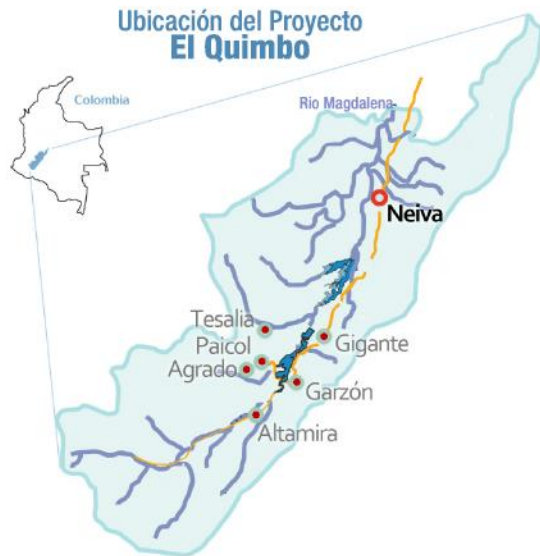 Ubicación del Proyecto
El Quimbo
Colombia
Rio Magdalena
Neiva
Tesalia
Paicol
Gigante
Agrado
Garzón
Altamira